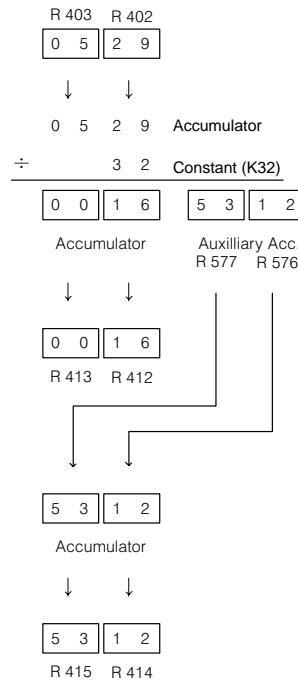 R 403 R 402
0 5 2 9
0 5 2 9 Accumulator
÷ 3 2 Constant (K32)
0 0 1 6 5 3 1 2
Accumulator Auxilliary Acc.
R 577 R 576
0 0 1 6
R 413 R 412
5 3 1 2
Accumulator
5 3 1 2
R 415 R 414